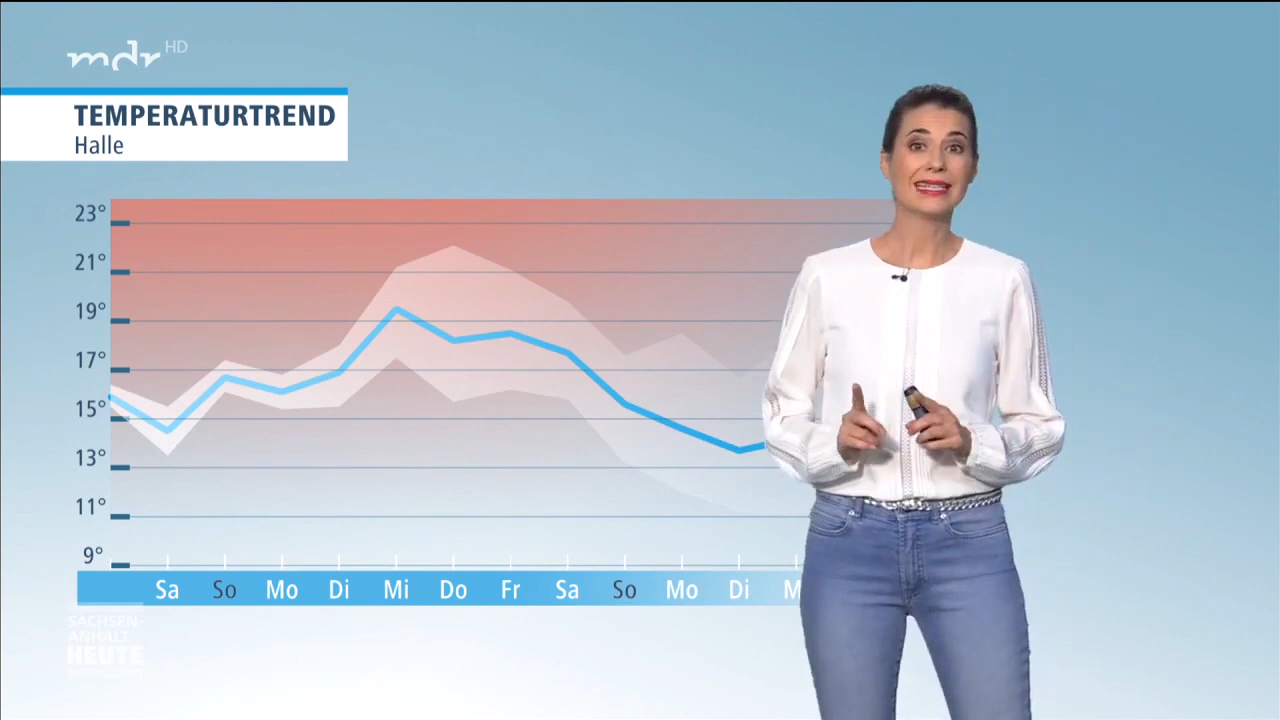 mdr HD
TEMPERATURTREND
Halle
23°
21°
19°
17°
15°
13°
11°
9°
Sa So Mo Di Mi Do Fr Sa So Mo Di M
SACHSEN-
ANHALT
HEUTE